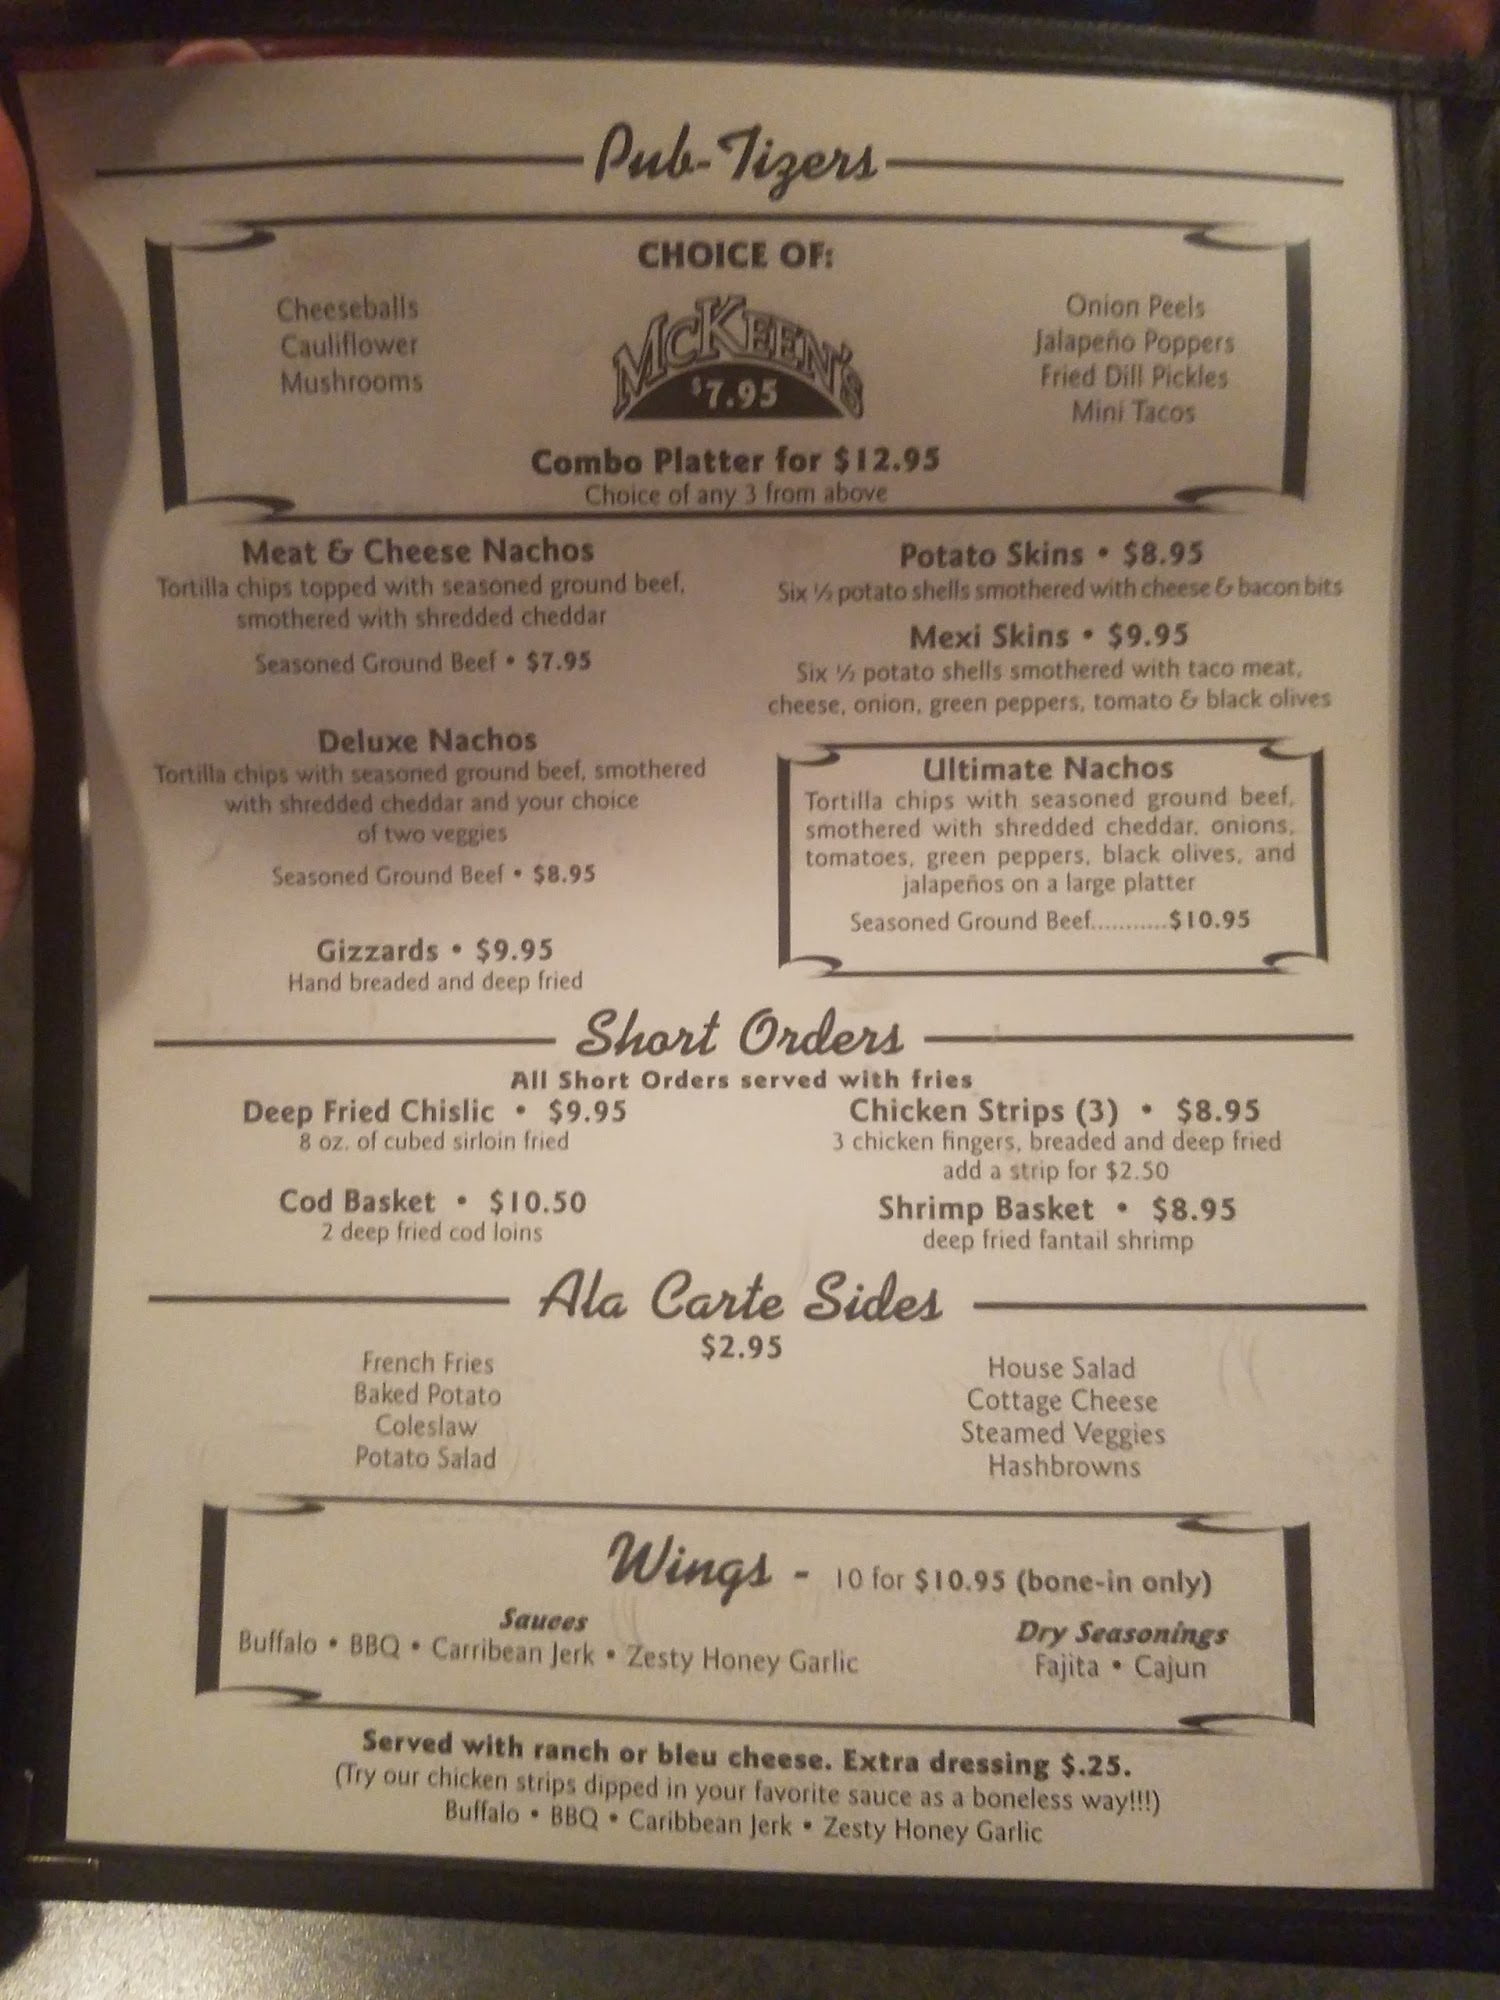 Pub-Tizers
CHOICE OF:
Cheeseballs
Cauliflower
Mushrooms
McKEEN's
$7.95
Onion Peels
Jalapeño Poppers
Fried Dill Pickles
Mini Tacos
Combo Platter for $12.95
Choice of any 3 from above
Meat & Cheese Nachos
Tortilla chips topped with seasoned ground beef,
smothered with shredded cheddar
Seasoned Ground Beef • $7.95
Deluxe Nachos
Tortilla chips with seasoned ground beef, smothered
with shredded cheddar and your choice
of two veggies
Seasoned Ground Beef • $8.95
Gizzards • $9.95
Hand breaded and deep fried
Potato Skins • $8.95
Six ½ potato shells smothered with cheese & bacon bits
Mexi Skins • $9.95
Six ½ potato shells smothered with taco meat,
cheese, onion, green peppers, tomato & black olives
Ultimate Nachos
Tortilla chips with seasoned ground beef,
smothered with shredded cheddar, onions,
tomatoes, green peppers, black olives, and
jalapeños on a large platter
Seasoned Ground Beef...........$10.95
Short Orders
All Short Orders served with fries
Deep Fried Chislic • $9.95
8 oz. of cubed sirloin fried
Cod Basket • $10.50
2 deep fried cod loins
Chicken Strips (3) • $8.95
3 chicken fingers, breaded and deep fried
add a strip for $2.50
Shrimp Basket • $8.95
deep fried fantail shrimp
Ala Carte Sides
$2.95
French Fries
Baked Potato
Coleslaw
Potato Salad
House Salad
Cottage Cheese
Steamed Veggies
Hashbrowns
Wings - 10 for $10.95 (bone-in only)
Sauces
Buffalo • BBQ • Carribean Jerk • Zesty Honey Garlic
Dry Seasonings
Fajita • Cajun
Served with ranch or bleu cheese. Extra dressing $.25.
(Try our chicken strips dipped in your favorite sauce as a boneless way!!!)
Buffalo • BBQ • Caribbean Jerk • Zesty Honey Garlic